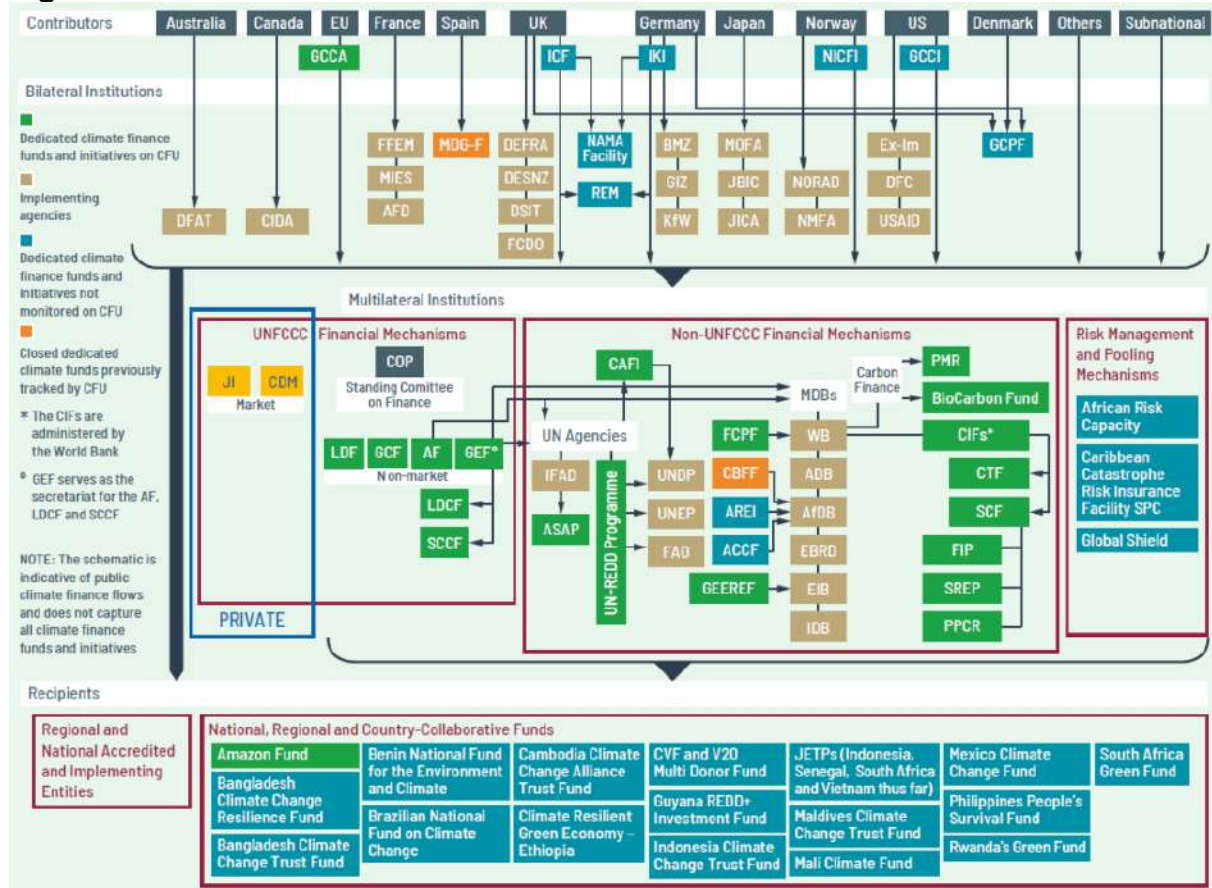 Contributors
Australia
Canada
EU
France
Spain
UK
Germany
Japan
Norway
US
Denmark
Others
Subnational
GCCA
ICF
IKI
NICFI
GCCI
Bilateral Institutions
Dedicated climate finance
funds and initiatives on CFU
Implementing
agencies
Dedicated climate
finance funds and
initiatives not
monitored on CFU
Closed dedicated
climate funds previously
tracked by CFU
* The CIFs are
administered by
the World Bank
° GEF serves as the
secretariat for the AF,
LDCF and SCCF
NOTE: The schematic is
indicative of public
climate finance flows
and does not capture
all climate finance
funds and initiatives
DFAT
CIDA
FFEM
MIES
AFD
MDG-F
DEFRA
DESNZ
DSIT
FCDO
NAMA
Facility
REM
BMZ
GIZ
KfW
MOFA
JBIC
JICA
NORAD
NMFA
Ex-Im
DFC
USAID
GCPF
Multilateral Institutions
UNFCCC Financial Mechanisms
JI
CDM
Market
COP
Standing Comittee
on Finance
LDF
GCF
AF
GEF°
Non-market
LDCF
SCCF
PRIVATE
Non-UNFCCC Financial Mechanisms
CAFI
UN Agencies
IFAD
ASAP
UN-REDD Programme
UNDP
UNEP
FAO
FCPF
CBFF
AREI
ACCF
GEEREF
MDBs
WB
ADB
AfDB
EBRD
EIB
IDB
Carbon
Finance
PMR
BioCarbon Fund
CIFs*
CTF
SCF
FIP
SREP
PPCR
Risk Management
and Pooling
Mechanisms
African Risk
Capacity
Caribbean
Catastrophe
Risk Insurance
Facility SPC
Global Shield
Recipients
Regional and
National Accredited
and Implementing
Entities
National, Regional and Country-Collaborative Funds
Amazon Fund
Bangladesh
Climate Change
Resilience Fund
Bangladesh Climate
Change Trust Fund
Benin National Fund
for the Environment
and Climate
Brazilian National
Fund on Climate
Change
Cambodia Climate
Change Alliance
Trust Fund
Climate Resilient
Green Economy –
Ethiopia
CVF and V20
Multi Donor Fund
Guyana REDD+
Investment Fund
Indonesia Climate
Change Trust Fund
JETPs (Indonesia,
Senegal, South Africa
and Vietnam thus far)
Maldives Climate
Change Trust Fund
Mali Climate Fund
Mexico Climate
Change Fund
Philippines People's
Survival Fund
Rwanda's Green Fund
South Africa
Green Fund